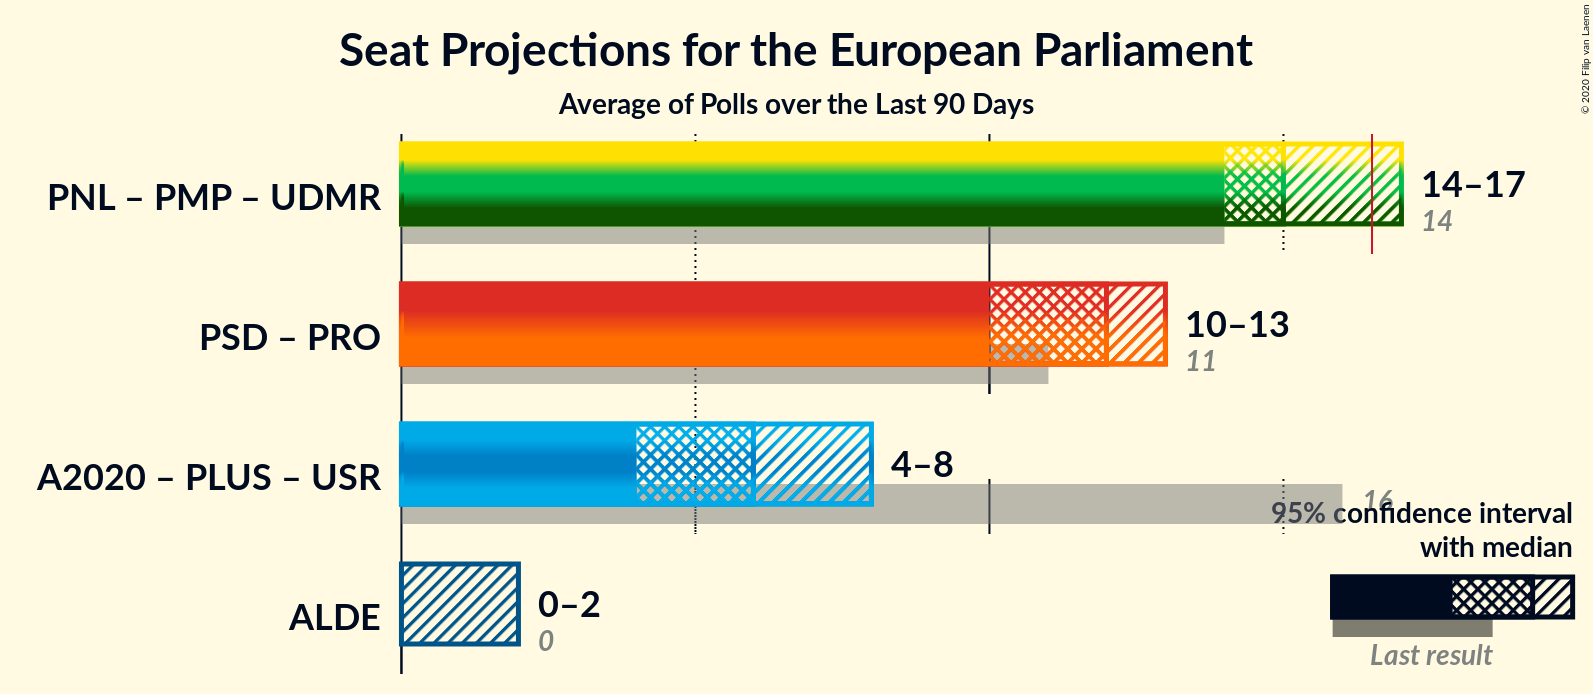 Seat Projections for the European Parliament
Average of Polls over the Last 90 Days
© 2020 Filip van Laenen
PNL – PMP – UDMR
14–17
14
PSD – PRO
10–13
11
A2020 – PLUS – USR
4–8
16
95% confidence interval
with median
ALDE
0–2
0
Last result